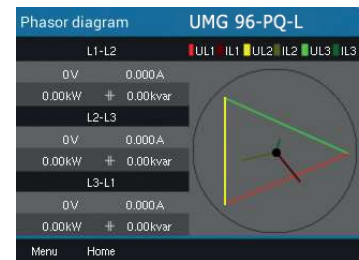 Phasor diagram UMG 96-PQ-L
L1-L2 UL1 IL1 UL2 IL2 UL3 IL3
0V 0.000A
0.00kW ⊣⊢ 0.00kvar
L2-L3
0V 0.000A
0.00kW ⊣⊢ 0.00kvar
L3-L1
0V 0.000A
0.00kW ⊣⊢ 0.00kvar
Menu Home